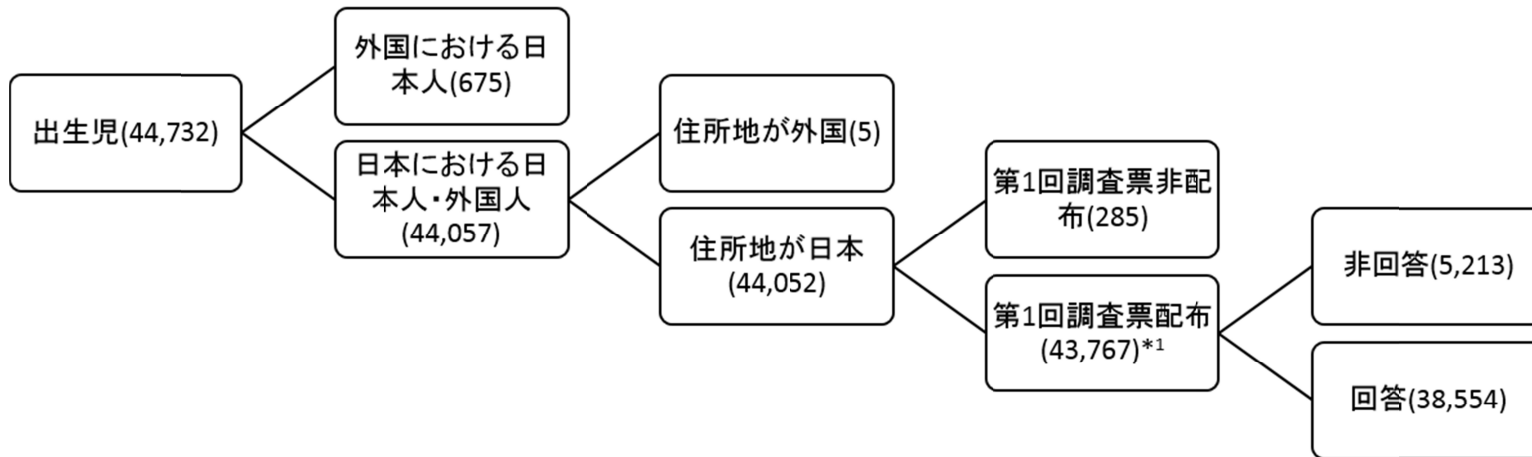 出生児(44,732)
外国における日
本人(675)
日本における日
本人・外国人
(44,057)
住所地が外国(5)
住所地が日本
(44,052)
第1回調査票非配
布(285)
第1回調査票配布
(43,767)*1
非回答(5,213)
回答(38,554)